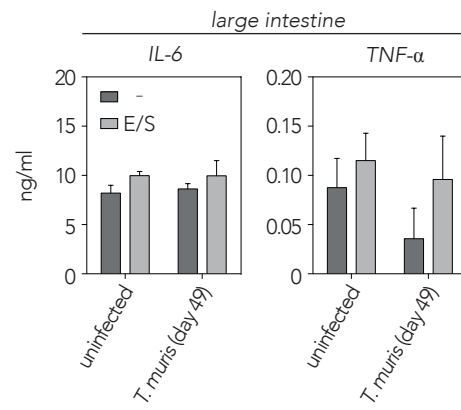 large intestine
IL-6
TNF-α
ng/ml
20
15
10
5
0
-
E/S
uninfected
T. muris (day 49)
0.20
0.15
0.10
0.05
0
uninfected
T. muris (day 49)